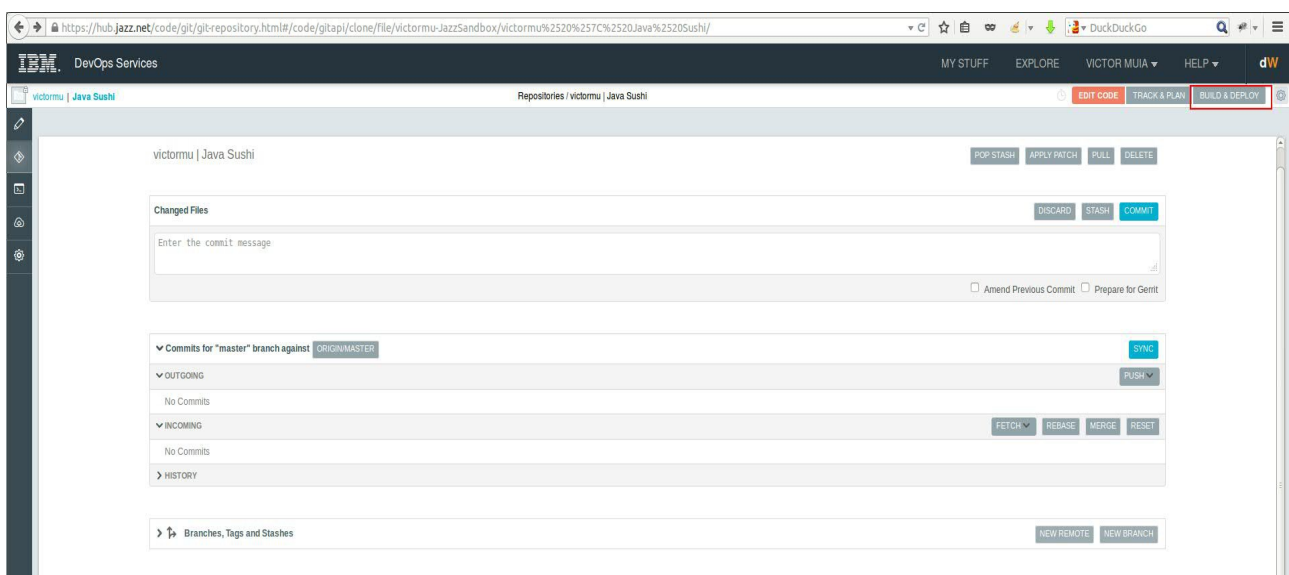 https://hub.jazz.net/code/git/git-repository.html#/code/gitapi/clone/file/victormu-JazzSandbox/victormu%2520%257C%2520Java%2520Sushi/
DuckDuckGo
IBM. DevOps Services MY STUFF EXPLORE VICTOR MUIA HELP dW
victormu | Java Sushi Repositories / victormu | Java Sushi EDIT CODE TRACK & PLAN BUILD & DEPLOY
victormu | Java Sushi POP STASH APPLY PATCH PULL DELETE
Changed Files DISCARD STASH COMMIT
Enter the commit message
Amend Previous Commit Prepare for Gerrit
Commits for "master" branch against ORIGIN/MASTER SYNC
OUTGOING PUSH
No Commits
INCOMING FETCH REBASE MERGE RESET
No Commits
HISTORY
Branches, Tags and Stashes NEW REMOTE NEW BRANCH